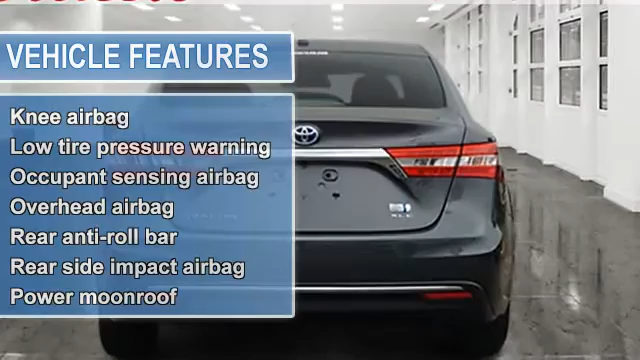 VEHICLE FEATURES
Knee airbag
Low tire pressure warning
Occupant sensing airbag
Overhead airbag
Rear anti-roll bar
Rear side impact airbag
Power moonroof
XLE